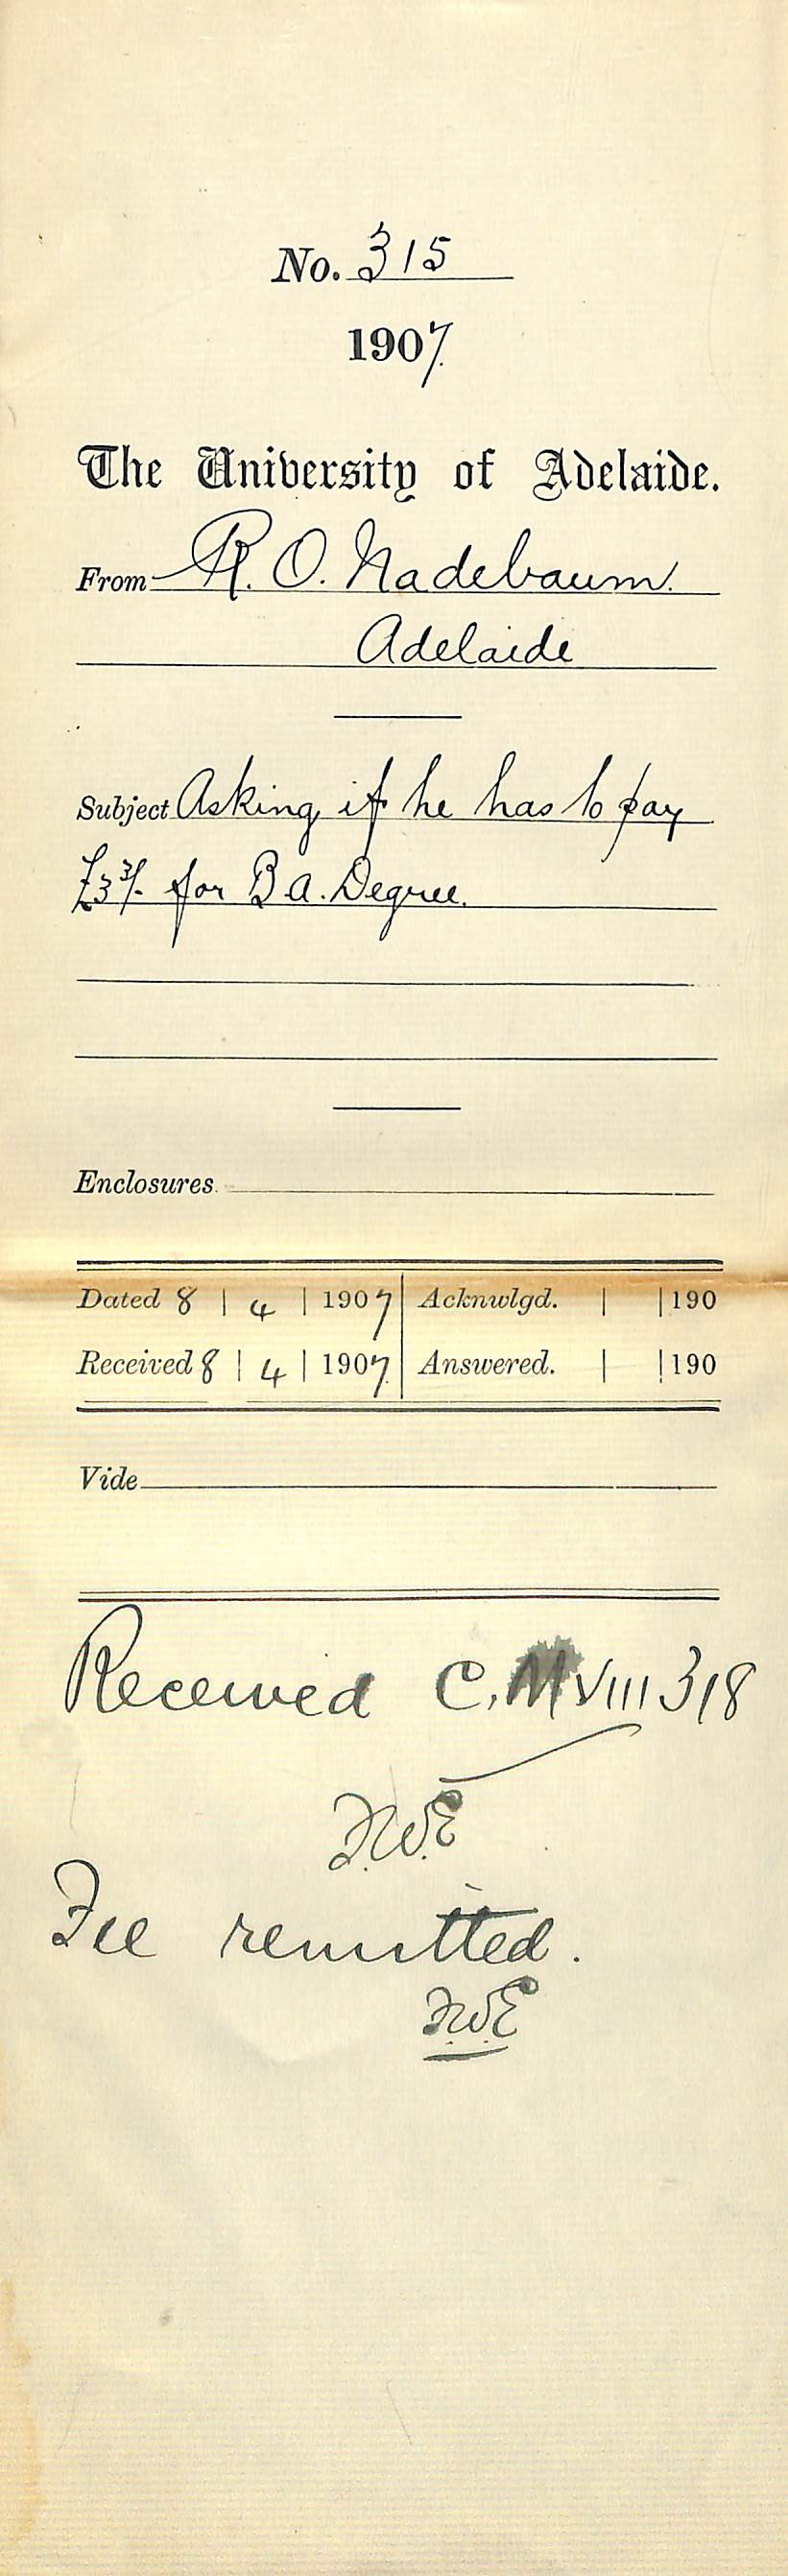 No. 315
1907
The University of Adelaide.
From R. O. Nadebaum.
Adelaide
Subject Asking if he has to pay
£3/3/- for B A. Degree.
Enclosures
Dated 8 | 4 | 1907 | Acknwlgd. | | 190
Received 8 | 4 | 1907 | Answered. | | 190
Vide
Received C. M VIII 318
F.W.E
Fee remitted.
F.W.E